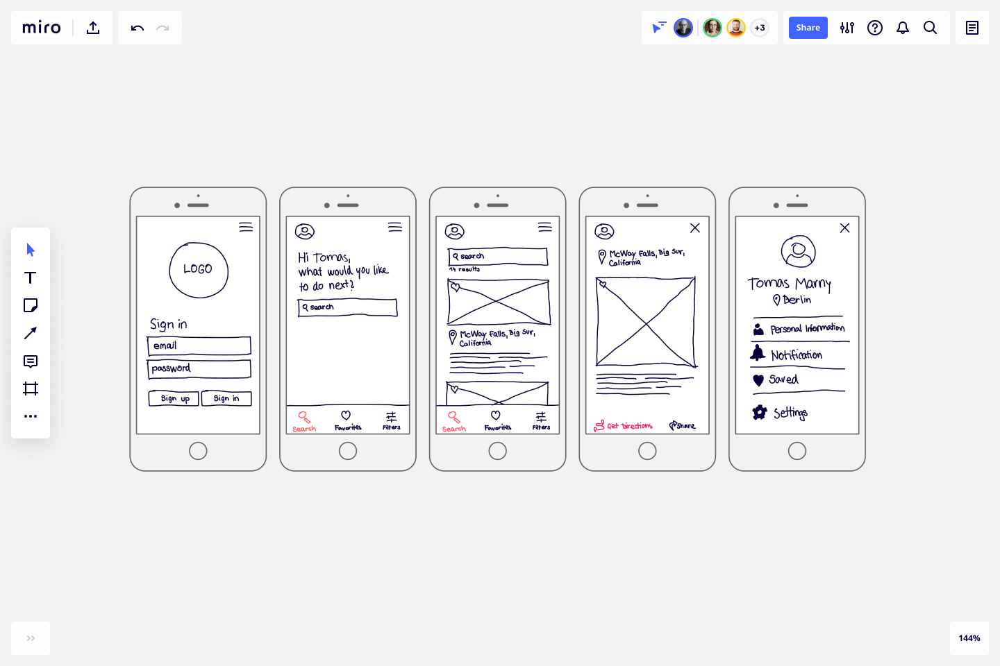 miro
+3
Share
LOGO
Sign in
email
password
Sign up
Sign in
Hi Tomas,
what would you like
to do next?
search
Search
Favorites
Filters
search
14 results
McWay Falls, Big Sur,
California
Search
Favorites
Filters
McWay Falls, Big Sur,
California
Get Directions
Share
Tomas Marny
Berlin
Personal Information
Notification
Saved
Settings
144%